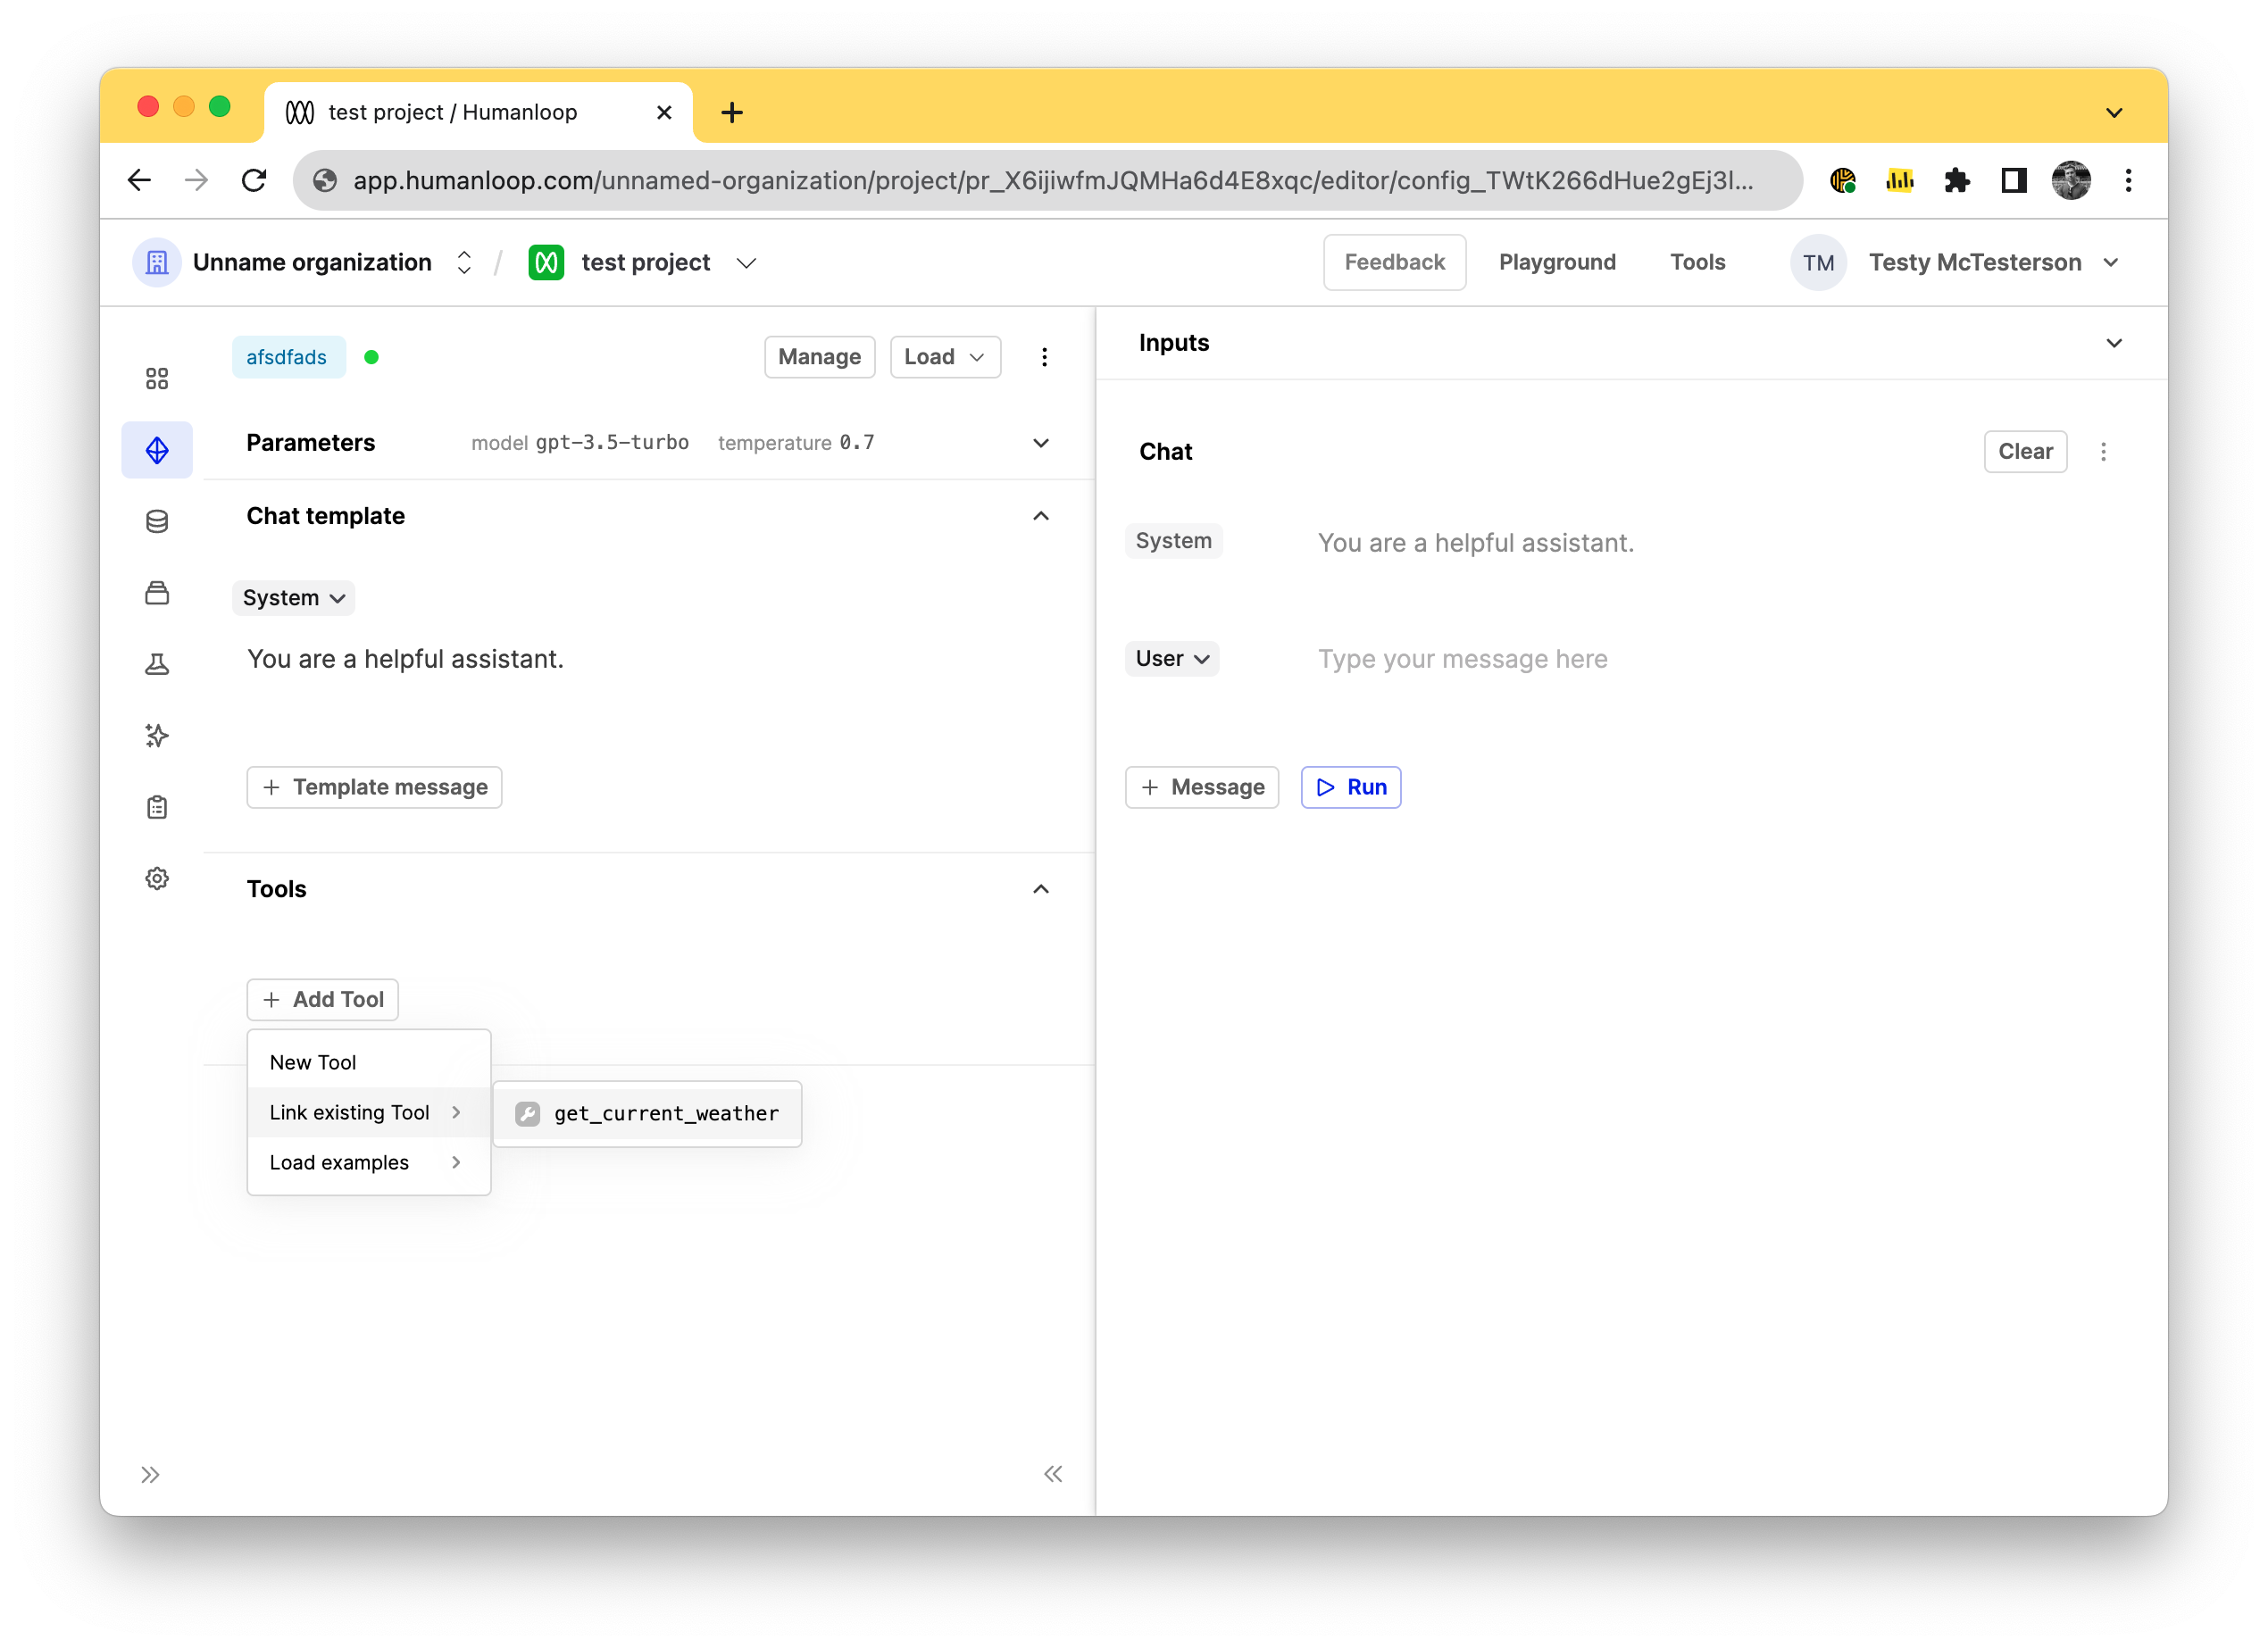 test project / Humanloop
app.humanloop.com/unnamed-organization/project/pr_X6ijiwfmJQMHa6d4E8xqc/editor/config_TWtK266dHue2gEj3l...
Unname organization / test project
Feedback Playground Tools TM Testy McTesterson
afsdfads Manage Load
Parameters model gpt-3.5-turbo temperature 0.7
Chat template
System
You are a helpful assistant.
+ Template message
Tools
+ Add Tool
New Tool
Link existing Tool
get_current_weather
Load examples
Inputs
Chat Clear
System You are a helpful assistant.
User Type your message here
+ Message Run